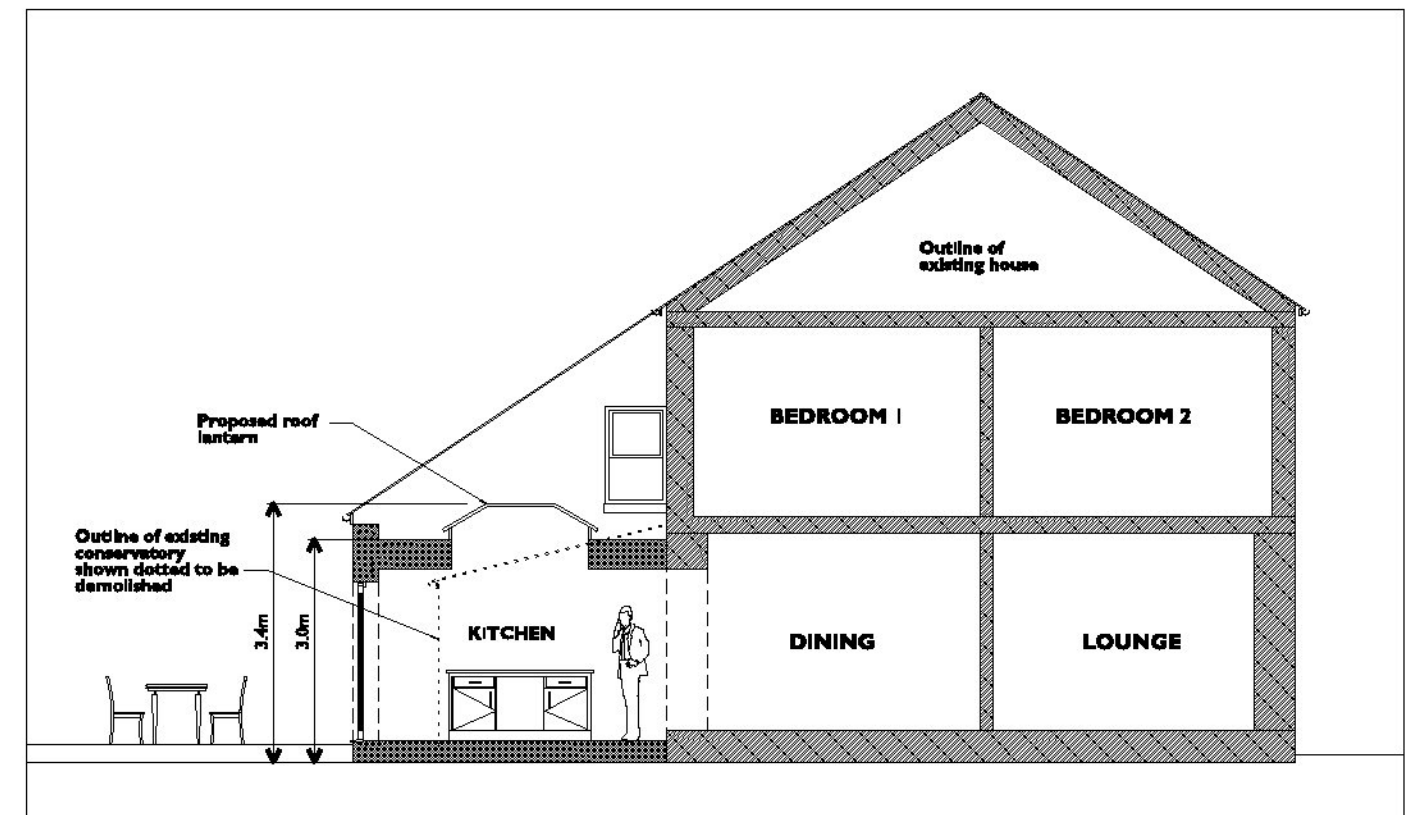 Outline of
existing house
BEDROOM 1
BEDROOM 2
Proposed roof
lantern
Outline of existing
conservatory
shown dotted to be
demolished
3.4m
3.0m
KITCHEN
DINING
LOUNGE